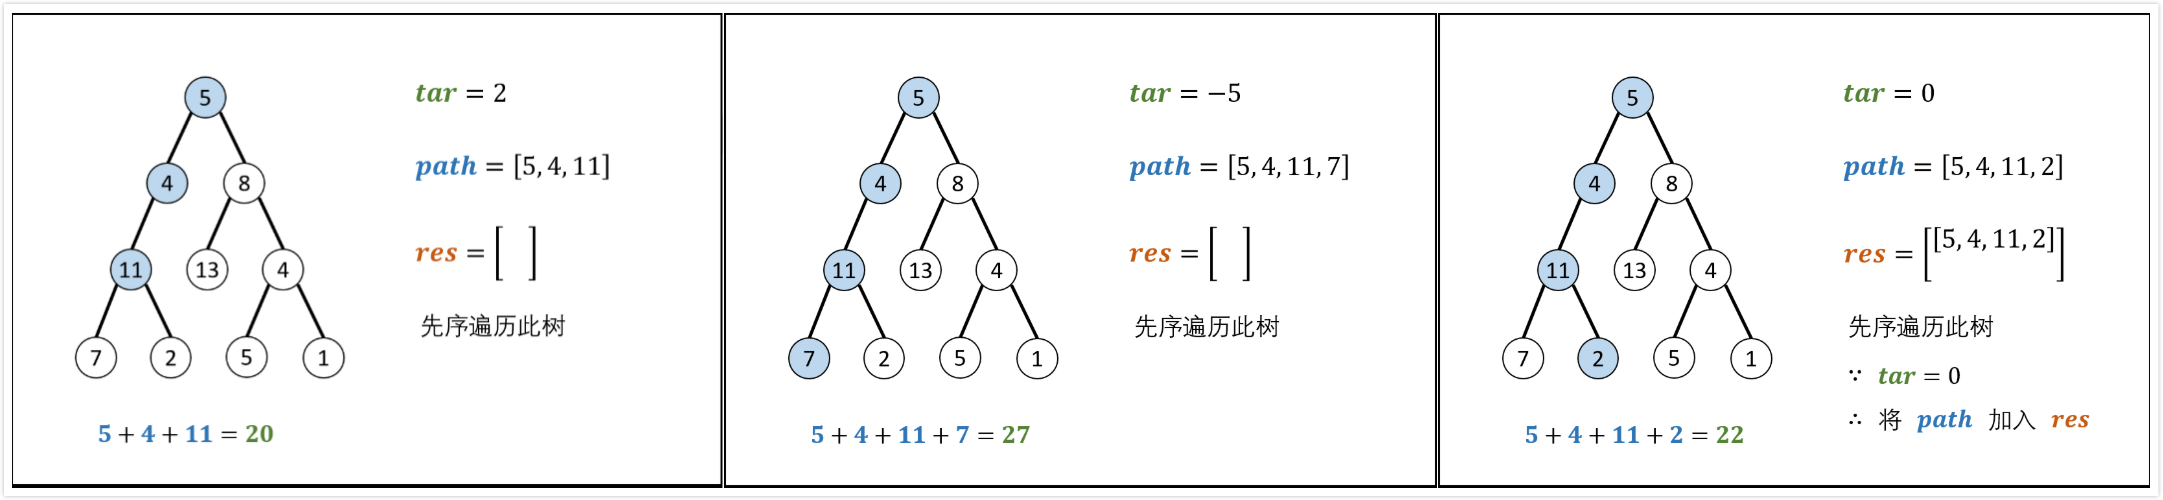 5
tar = 2
4 8
path = [5, 4, 11]
11 13 4
res = [ ]
7 2 5 1
先序遍历此树
5 + 4 + 11 = 20
5
tar = −5
4 8
path = [5, 4, 11, 7]
11 13 4
res = [ ]
7 2 5 1
先序遍历此树
5 + 4 + 11 + 7 = 27
5
tar = 0
4 8
path = [5, 4, 11, 2]
11 13 4
res = [[5, 4, 11, 2]]
7 2 5 1
先序遍历此树
∵ tar = 0
∴ 将 path 加入 res
5 + 4 + 11 + 2 = 22